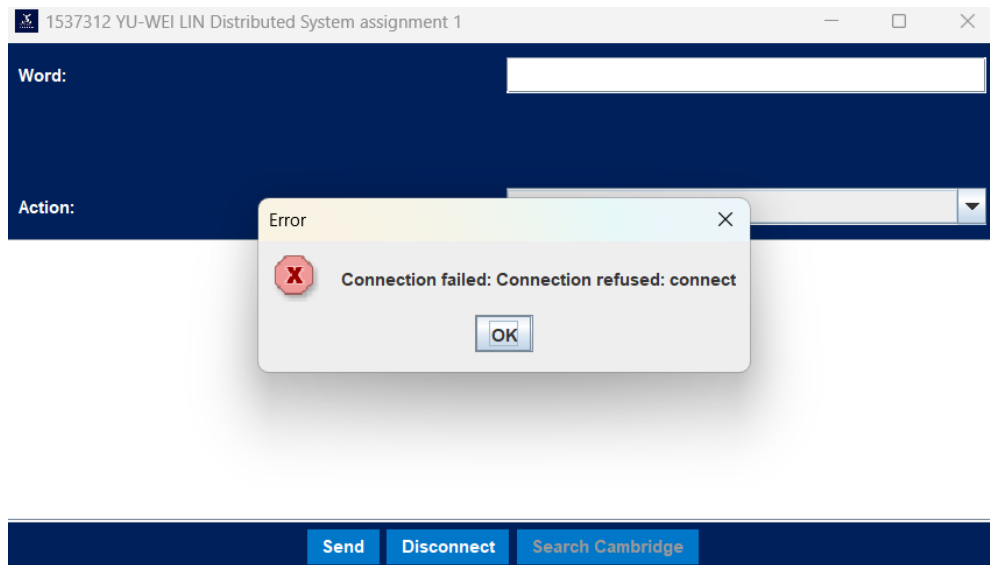 1537312 YU-WEI LIN Distributed System assignment 1
Word:
Action:
Error
Connection failed: Connection refused: connect
OK
Send Disconnect Search Cambridge